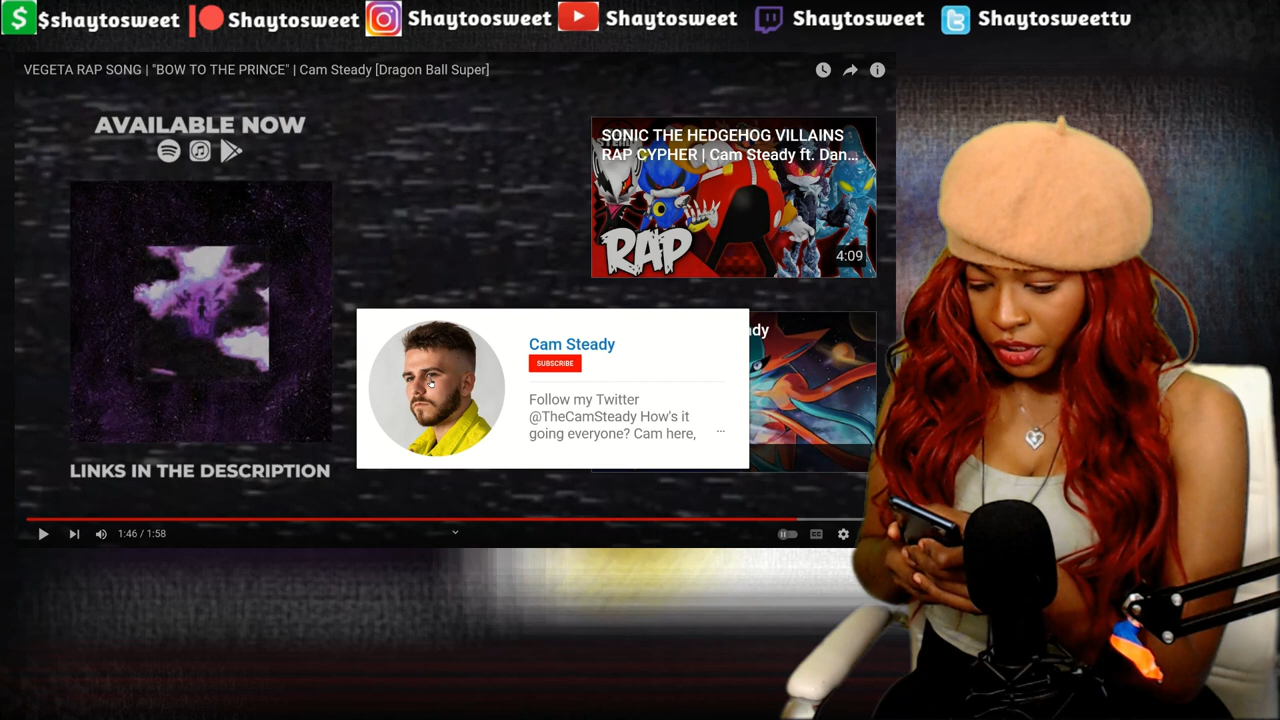 $shaytosweet Shaytosweet Shaytoosweet Shaytosweet Shaytosweet Shaytosweettv
VEGETA RAP SONG | "BOW TO THE PRINCE" | Cam Steady [Dragon Ball Super]
AVAILABLE NOW
LINKS IN THE DESCRIPTION
SONIC THE HEDGEHOG VILLAINS
RAP CYPHER | Cam Steady ft. Dan...
RAP
4:09
Cam Steady
SUBSCRIBE
Follow my Twitter
@TheCamSteady How's it
going everyone? Cam here,
...
ady
1:46 / 1:58
CC